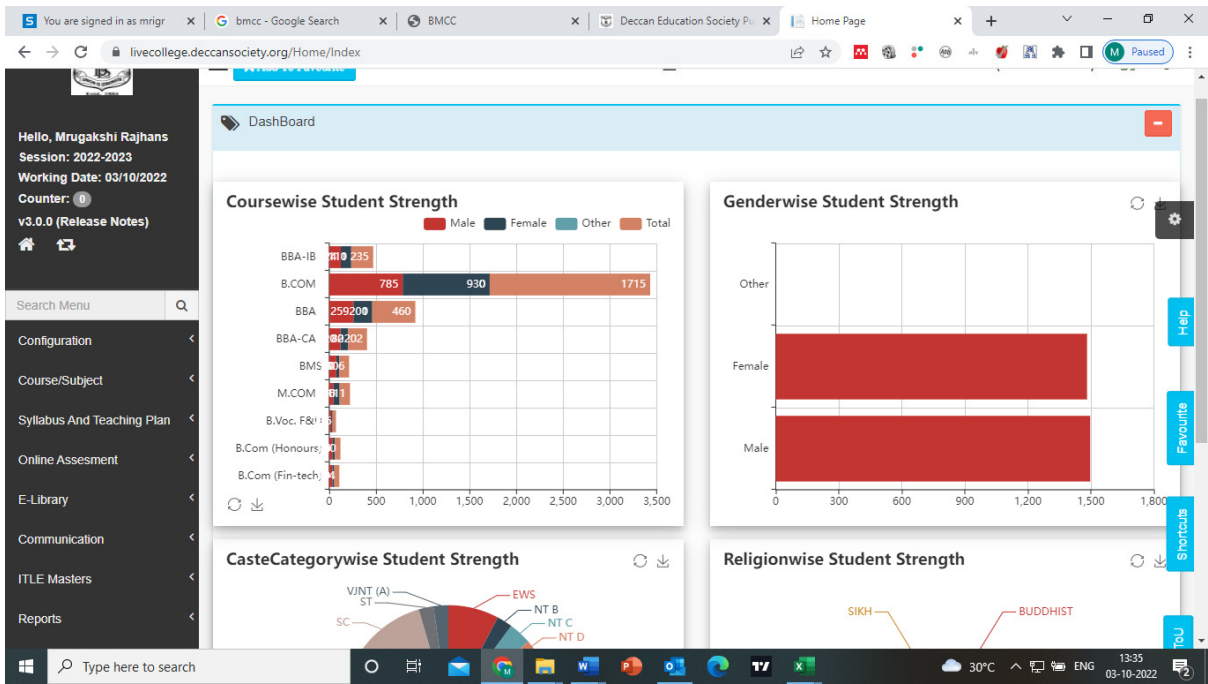 You are signed in as mrigr
bmcc - Google Search
BMCC
Deccan Education Society Pu
Home Page
livecollege.deccansociety.org/Home/Index
Paused
DashBoard
Hello, Mrugakshi Rajhans
Session: 2022-2023
Working Date: 03/10/2022
Counter: 0
v3.0.0 (Release Notes)
Search Menu
Configuration
Course/Subject
Syllabus And Teaching Plan
Online Assesment
E-Library
Communication
ITLE Masters
Reports
Coursewise Student Strength
Male Female Other Total
BBA-IB 235
B.COM 785 930 1715
BBA 259 200 460
BBA-CA 202
BMS
M.COM
B.Voc. F&
B.Com (Honours)
B.Com (Fin-tech)
0 500 1,000 1,500 2,000 2,500 3,000 3,500
Genderwise Student Strength
Other
Female
Male
0 300 600 900 1,200 1,500 1,800
CasteCategorywise Student Strength
VJNT (A)
ST
SC
EWS
NT B
NT C
NT D
Religionwise Student Strength
SIKH
BUDDHIST
Help
Favourite
Shortcuts
ToU
Type here to search
30°C
ENG
13:35
03-10-2022